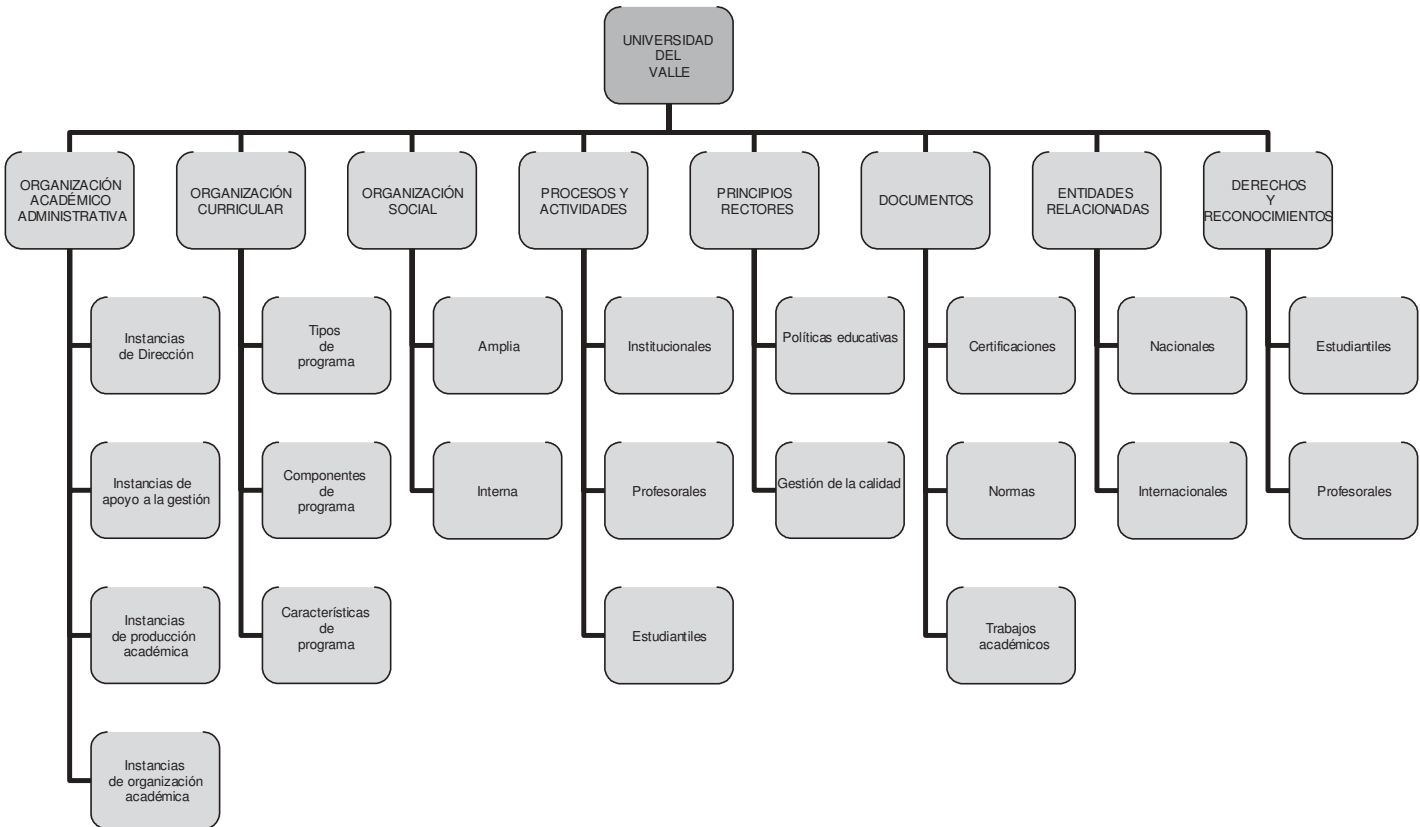 UNIVERSIDAD
DEL
VALLE
ORGANIZACIÓN
ACADÉMICO
ADMINISTRATIVA
ORGANIZACIÓN
CURRICULAR
ORGANIZACIÓN
SOCIAL
PROCESOS Y
ACTIVIDADES
PRINCIPIOS
RECTORES
DOCUMENTOS
ENTIDADES
RELACIONADAS
DERECHOS
Y
RECONOCIMIENTOS
Instancias
de Dirección
Tipos
de
programa
Amplia
Institucionales
Políticas educativas
Certificaciones
Nacionales
Estudiantiles
Instancias de
apoyo a la gestión
Componentes
de
programa
Interna
Profesorales
Gestión de la calidad
Normas
Internacionales
Profesorales
Instancias
de producción
académica
Características
de
programa
Estudiantiles
Trabajos
académicos
Instancias
de organización
académica